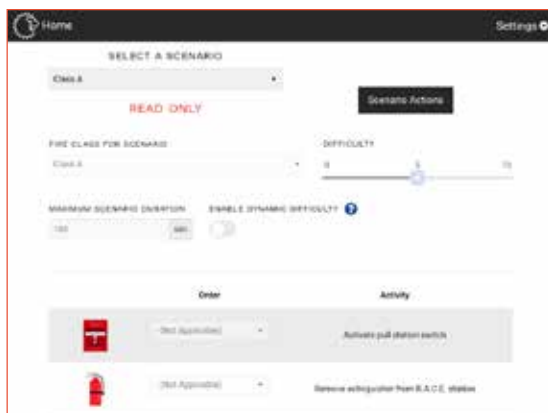 Home
Settings
SELECT A SCENARIO
Class A
READ ONLY
Scenario Actions
FIRE CLASS FOR SCENARIO
DIFFICULTY
Class A
0 5 10
MAXIMUM SCENARIO DURATION
ENABLE DYNAMIC DIFFICULTY ?
sec
Order
Activity
(Not Applicable)
Activate pull station switch
(Not Applicable)
Remove extinguisher from R.A.C.E. station